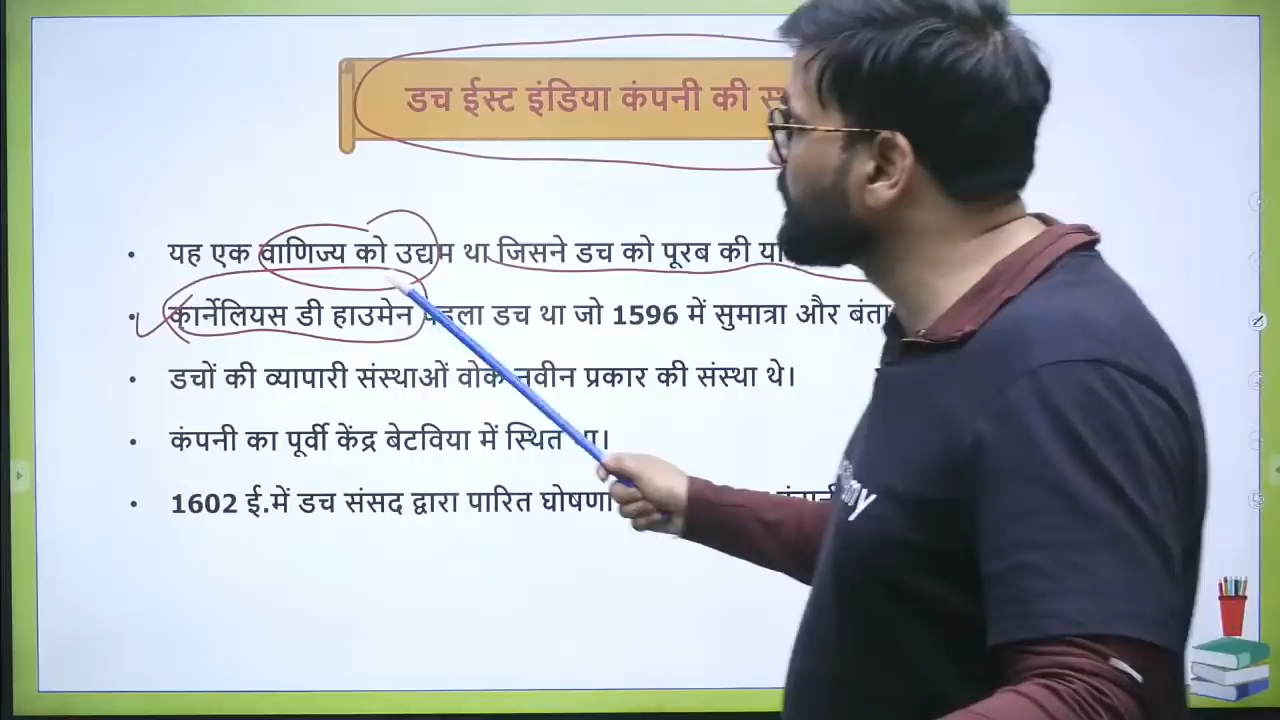 डच ईस्ट इंडिया कंपनी की
यह एक वाणिज्य को उद्यम था जिसने डच को पूरब की
कार्नेलियस डी हाउमेन डच था जो 1596 में सुमात्रा और
डचों की व्यापारी संस्थाओं वोक नवीन प्रकार की संस्था थे।
कंपनी का पूर्वी केंद्र बेटविया में स्थित
1602 ई.में डच संसद द्वारा पारित घोषणा